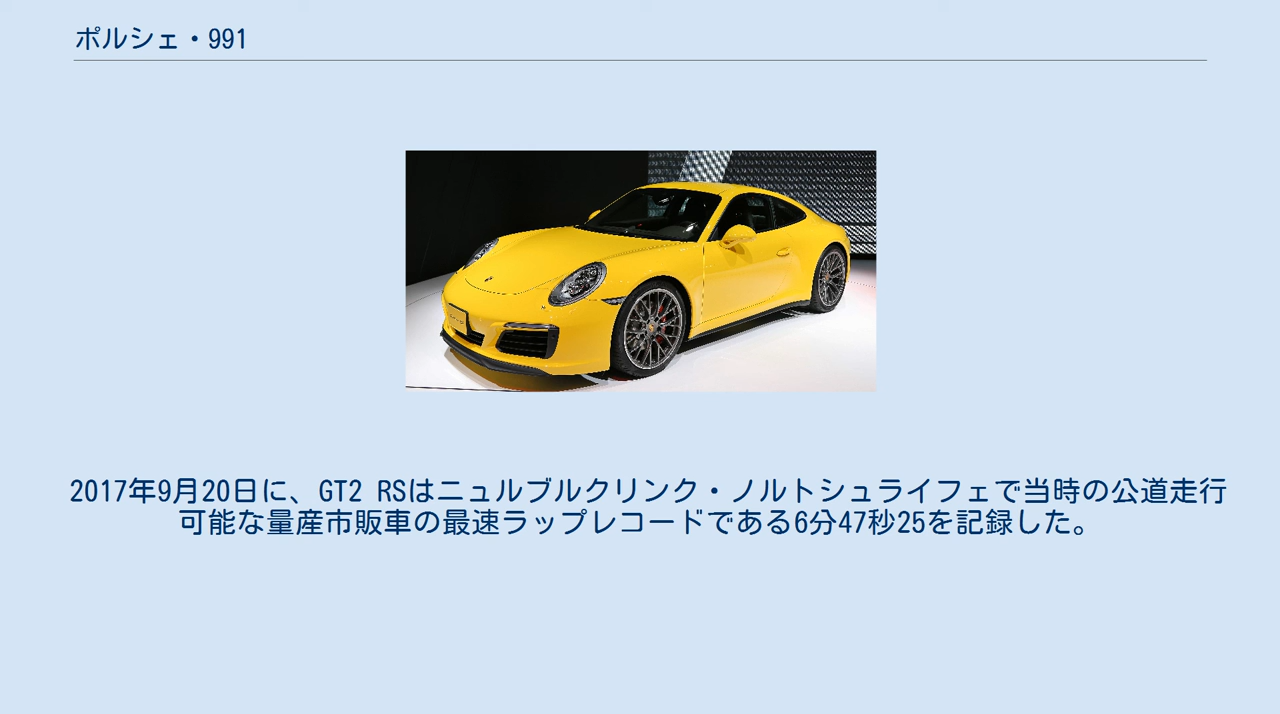 ポルシェ・991
2017年9月20日に、GT2 RSはニュルブルクリンク・ノルトシュライフェで当時の公道走行
可能な量産市販車の最速ラップレコードである6分47秒25を記録した。